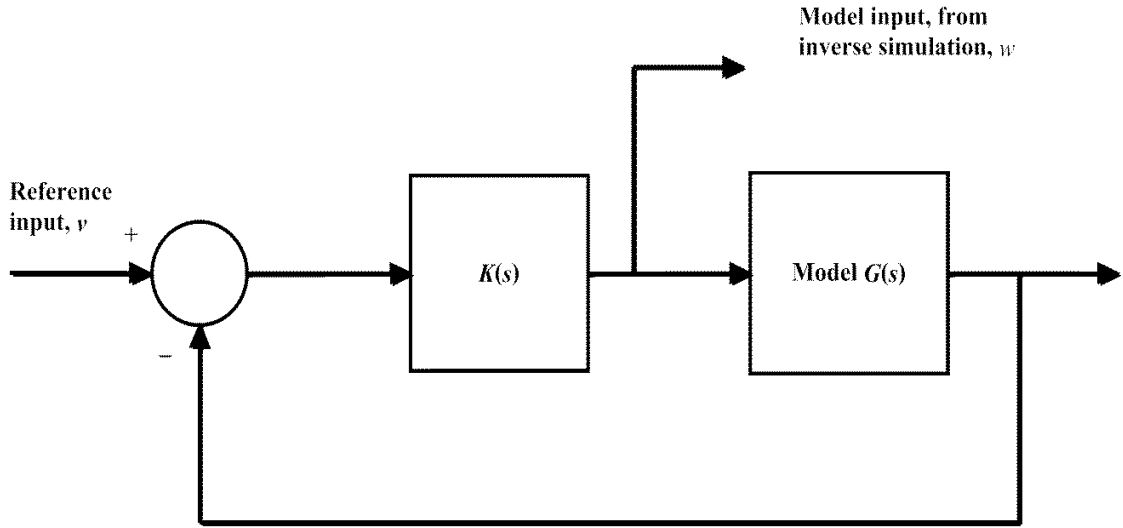 Model input, from
inverse simulation, w
Reference
input, v
+
K(s)
Model G(s)
−